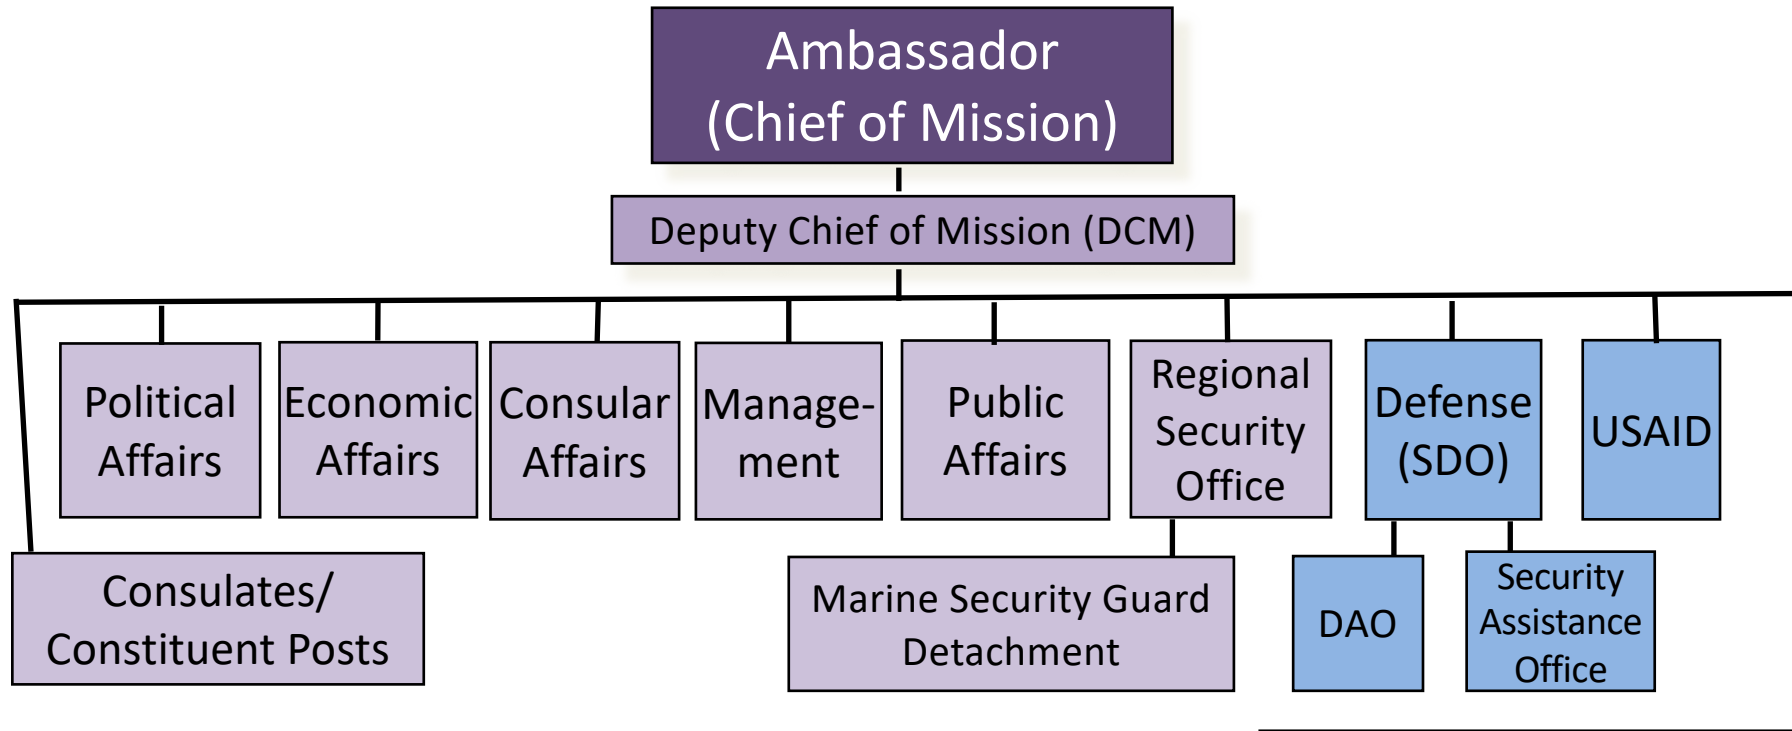 Ambassador
(Chief of Mission)
Deputy Chief of Mission (DCM)
Political
Affairs
Economic
Affairs
Consular
Affairs
Manage-
ment
Public
Affairs
Regional
Security
Office
Defense
(SDO)
USAID
Consulates/
Constituent Posts
Marine Security Guard
Detachment
DAO
Security
Assistance
Office